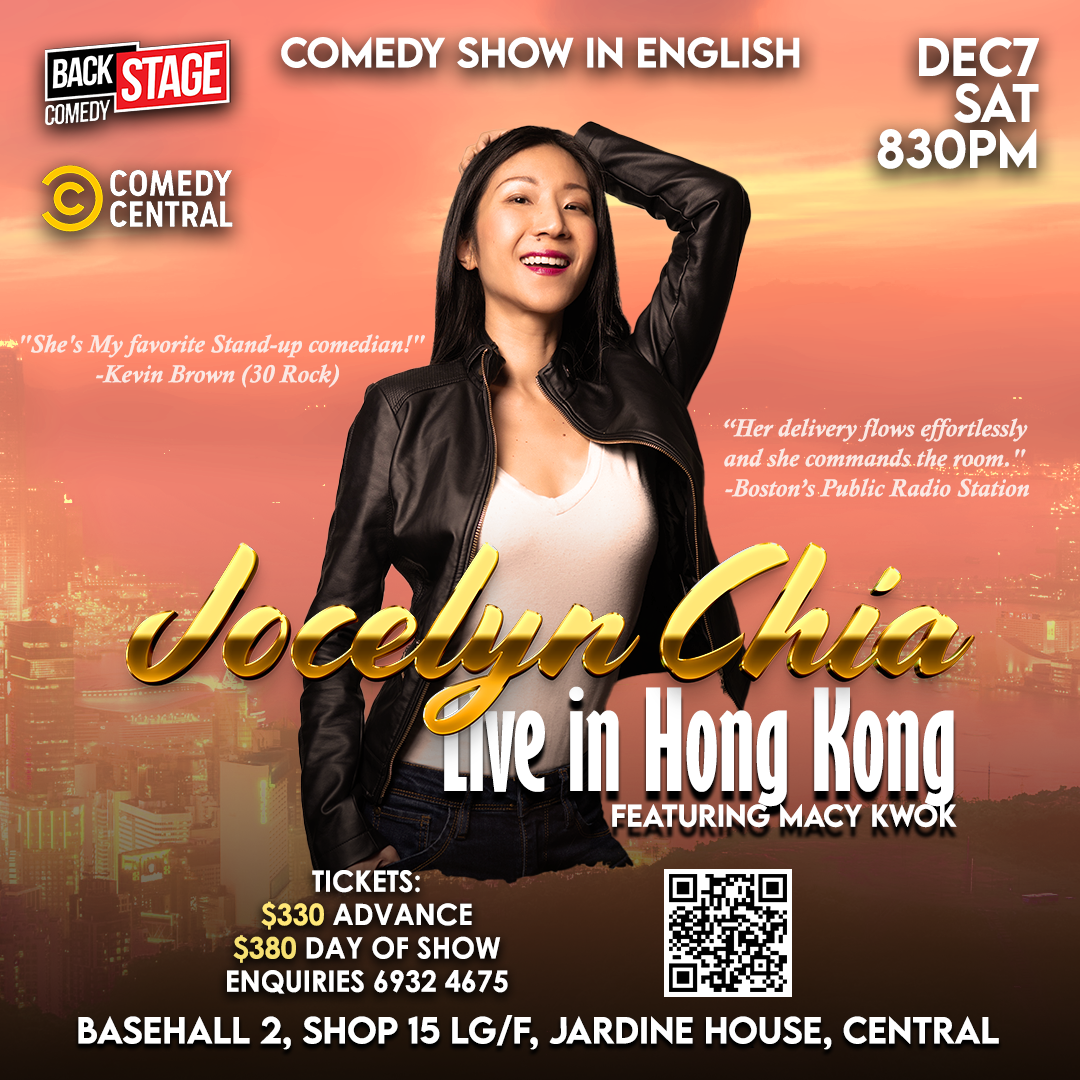 BACK STAGE
COMEDY
COMEDY SHOW IN ENGLISH
DEC7
SAT
830PM
COMEDY
CENTRAL
"She's My favorite Stand-up comedian!"
-Kevin Brown (30 Rock)
“Her delivery flows effortlessly
and she commands the room."
-Boston’s Public Radio Station
Jocelyn Chia
Live in Hong Kong
FEATURING MACY KWOK
TICKETS:
$330 ADVANCE
$380 DAY OF SHOW
ENQUIRIES 6932 4675
BASEHALL 2, SHOP 15 LG/F, JARDINE HOUSE, CENTRAL